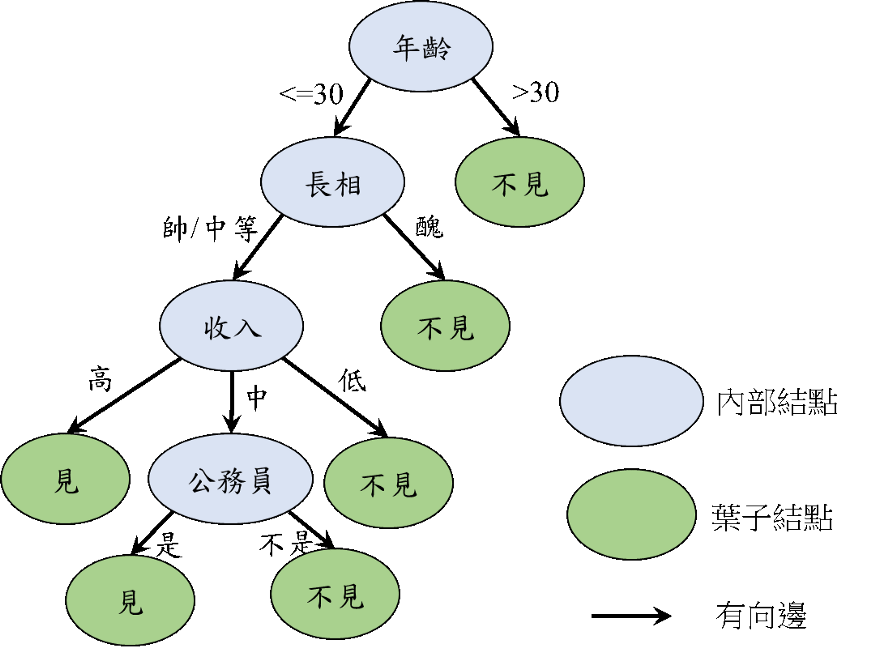 年齡
<=30
>30
長相
不見
帥/中等
醜
收入
不見
高
中
低
內部結點
見
公務員
不見
葉子結點
是
不是
見
不見
有向邊